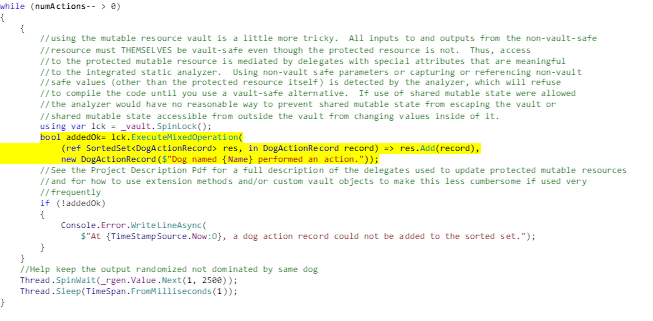 while (numActions-- > 0)
{
{
//using the mutable resource vault is a little more tricky.  All inputs to and outputs from the non-vault-safe
//resource must THEMSELVES be vault-safe even though the protected resource is not.  Thus, access
//to the protected mutable resource is mediated by delegates with special attributes that are meaningful
//to the integrated static analyzer.  Using non-vault safe parameters or capturing or referencing non-vault
//safe values (other than the protected resource itself) is detected by the analyzer, which will refuse
//to compile the code until you use a vault-safe alternative.  If use of shared mutable state were allowed
//the analyzer would have no reasonable way to prevent shared mutable state from escaping the vault or
//shared mutable state accessible from outside the vault from changing values inside of it.
using var lck = _vault.SpinLock();
bool addedOk= lck.ExecuteMixedOperation(
(ref SortedSet<DogActionRecord> res, in DogActionRecord record) => res.Add(record),
new DogActionRecord($"Dog named {Name} performed an action."));
//See the Project Description Pdf for a full description of the delegates used to update protected mutable resources
//and for how to use extension methods and/or custom vault objects to make this less cumbersome if used very
//frequently
if (!addedOk)
{
Console.Error.WriteLineAsync(
$"At {TimeStampSource.Now:O}, a dog action record could not be added to the sorted set.");
}
}
//Help keep the output randomized not dominated by same dog
Thread.SpinWait(_rgen.Value.Next(1, 2500));
Thread.Sleep(TimeSpan.FromMilliseconds(1));
}